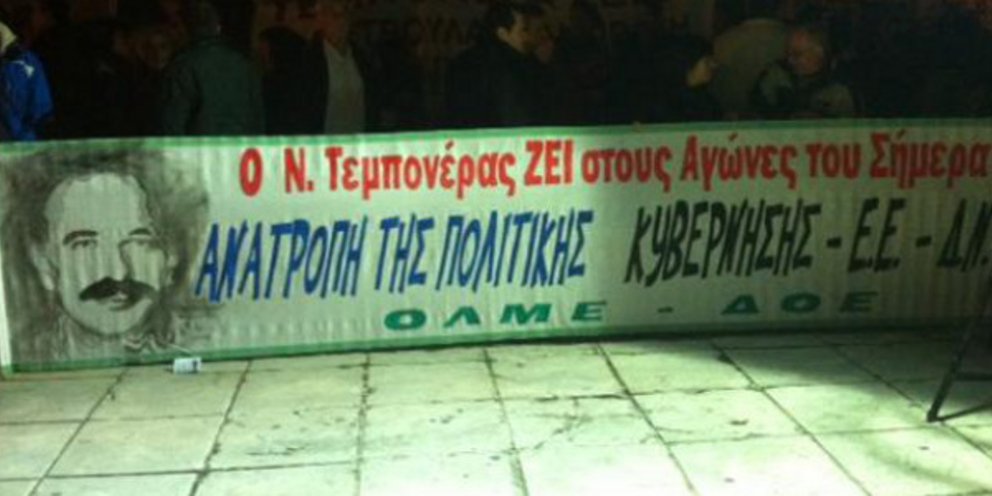 Ο Ν. Τεμπονέρας ΖΕΙ στους Αγώνες του Σήμερα
ΑΝΑΤΡΟΠΗ ΤΗΣ ΠΟΛΙΤΙΚΗΣ ΚΥΒΕΡΝΗΣΗΣ - Ε.Ε. - Δ.Ν.
ΟΛΜΕ - ΔΟΕ